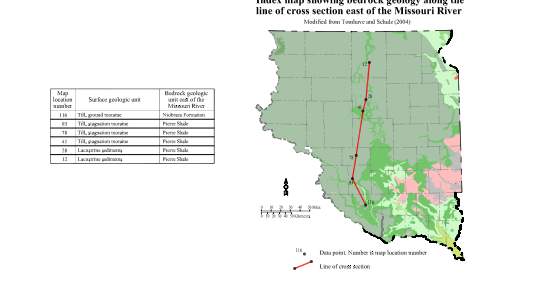 Index map showing bedrock geology along the
line of cross section east of the Missouri River
Modified from Tomhave and Schulz (2004)
Map location number Surface geologic unit Bedrock geologic unit east of the Missouri River
116 Till, ground moraine Niobrara Formation
93 Till, stagnation moraine Pierre Shale
78 Till, stagnation moraine Pierre Shale
41 Till, stagnation moraine Pierre Shale
28 Lacustrine sediments Pierre Shale
12 Lacustrine sediments Pierre Shale
12
116
N
116 Data point. Number is map location number
Line of cross section